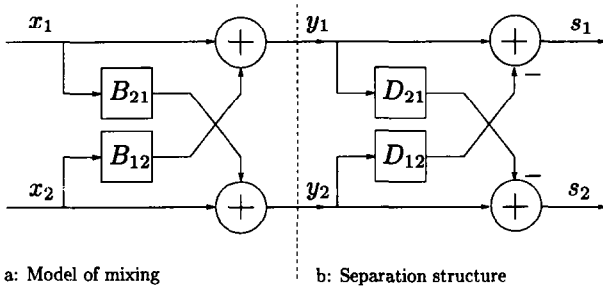 x₁ + y₁ + s₁
B₂₁ D₂₁ −
B₁₂ D₁₂ −
x₂ + y₂ + s₂
a: Model of mixing b: Separation structure